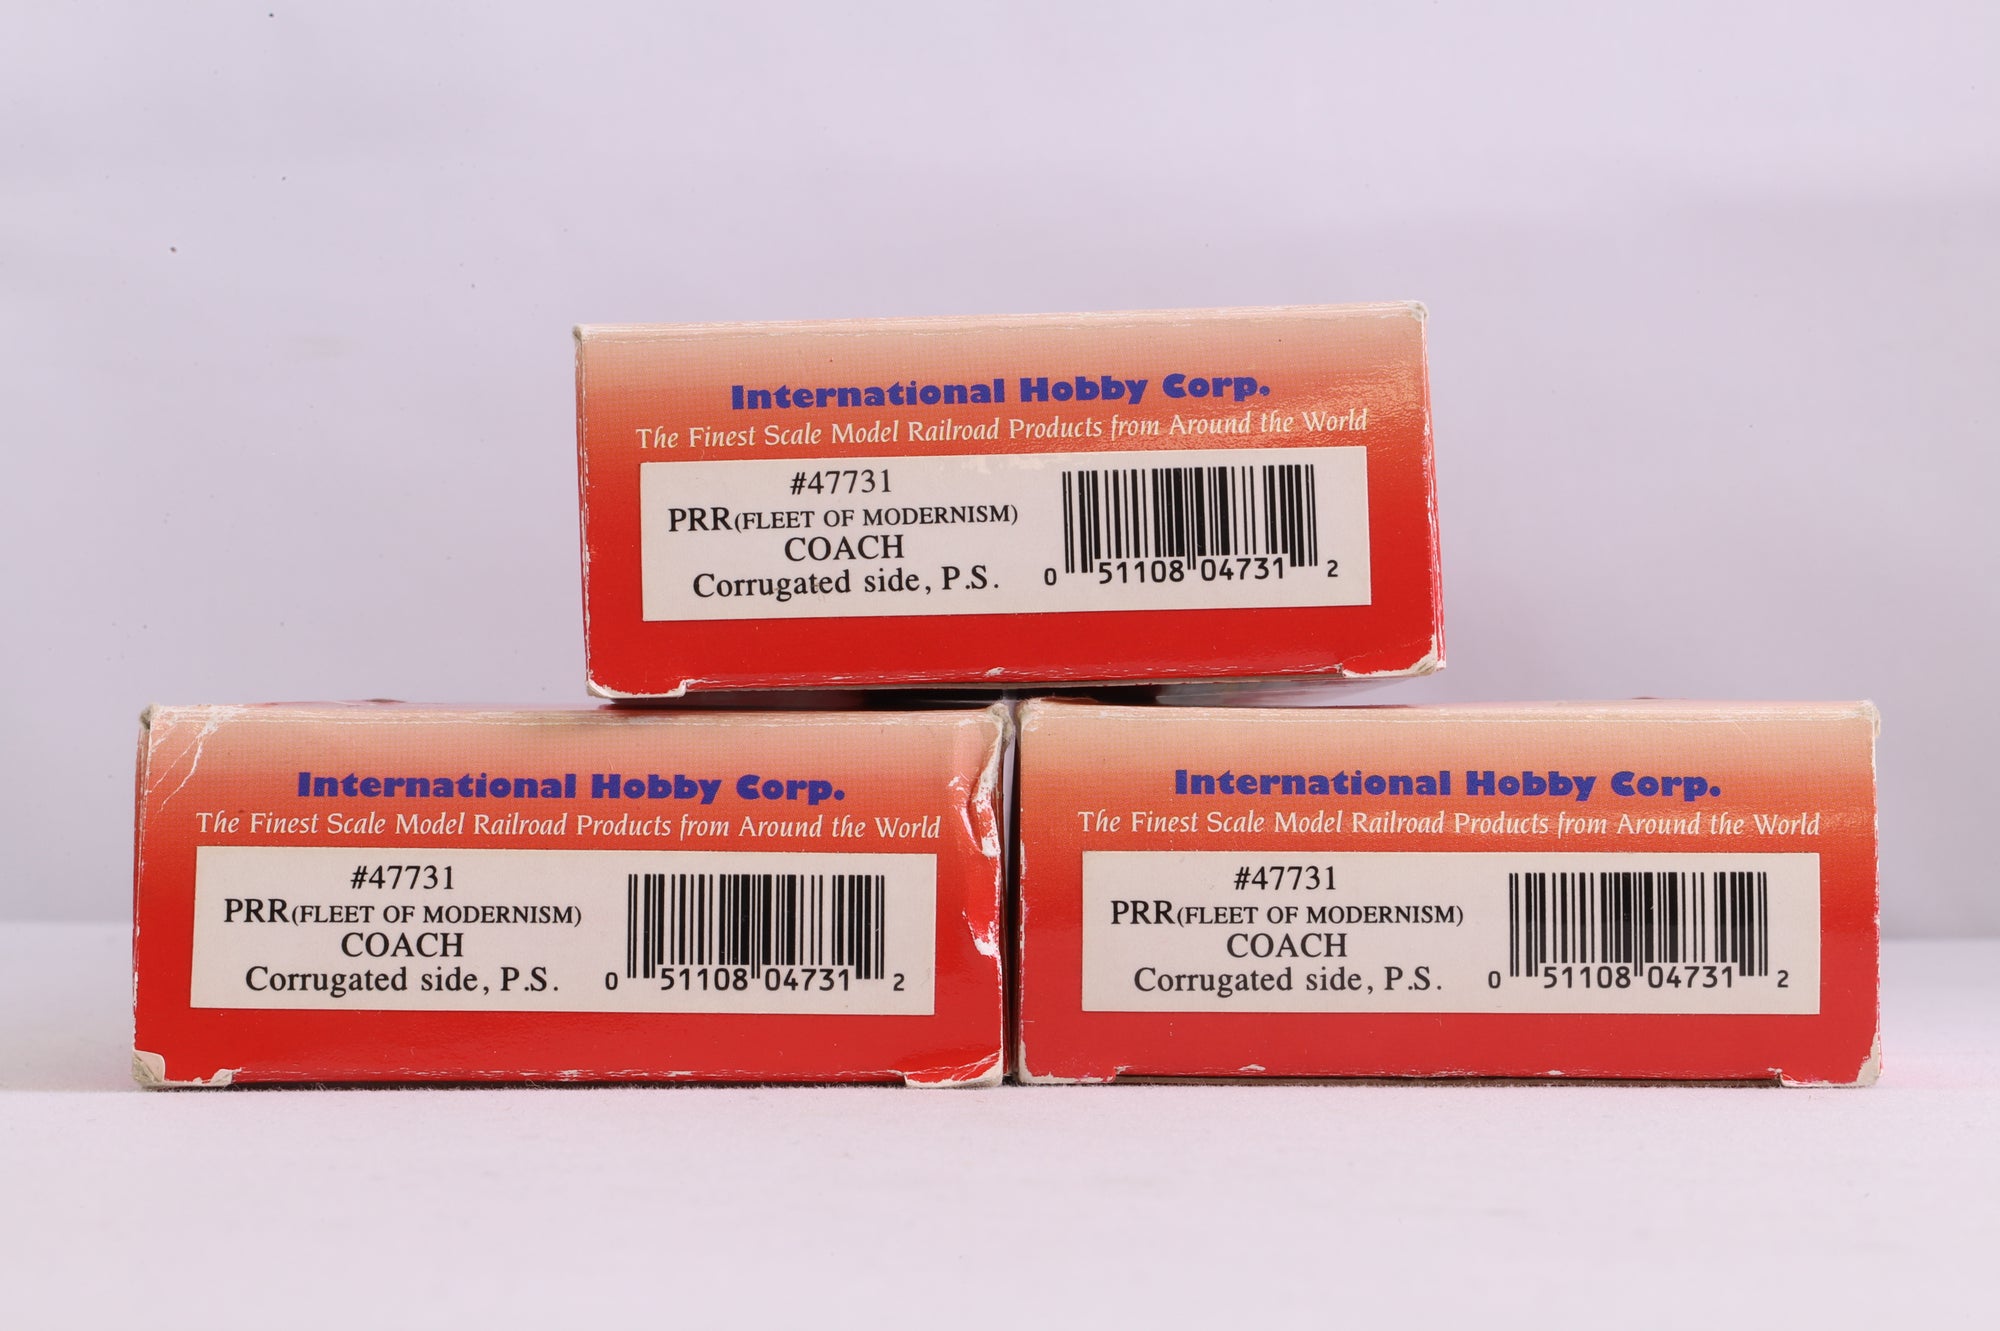 International Hobby Corp.
The Finest Scale Model Railroad Products from Around the World
#47731
PRR(FLEET OF MODERNISM)
COACH
Corrugated side, P.S.
0 51108 04731 2
International Hobby Corp.
The Finest Scale Model Railroad Products from Around the World
#47731
PRR(FLEET OF MODERNISM)
COACH
Corrugated side, P.S.
0 51108 04731 2
International Hobby Corp.
The Finest Scale Model Railroad Products from Around the World
#47731
PRR(FLEET OF MODERNISM)
COACH
Corrugated side, P.S.
0 51108 04731 2